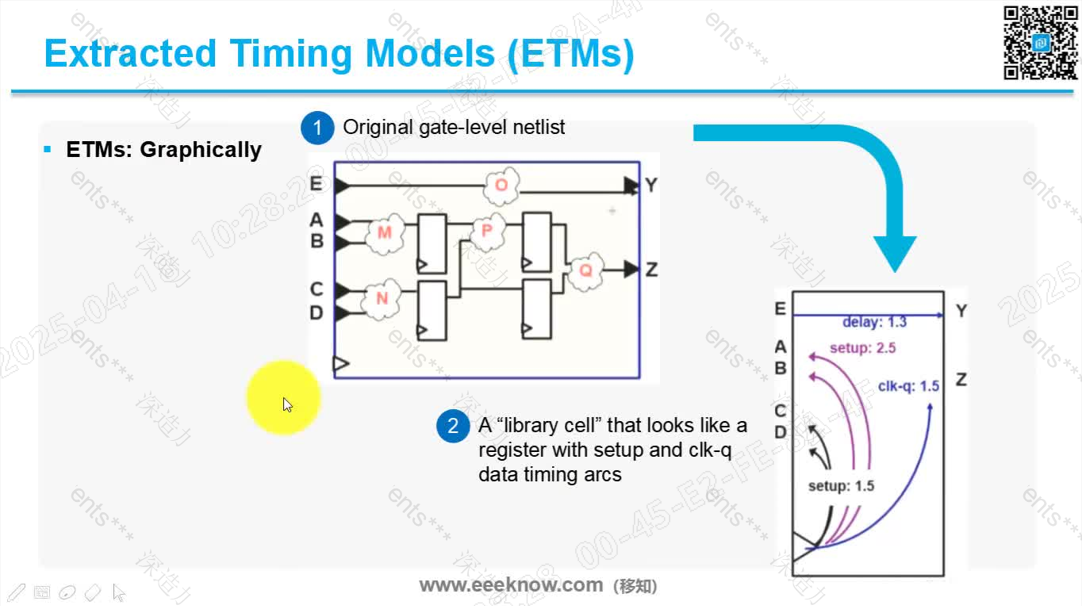 Extracted Timing Models (ETMs)
ETMs: Graphically
1 Original gate-level netlist
E
A
B
C
D
M
N
O
P
Q
Y
Z
2 A “library cell” that looks like a
register with setup and clk-q
data timing arcs
E
A
B
C
D
Y
Z
delay: 1.3
setup: 2.5
clk-q: 1.5
setup: 1.5
www.eeeknow.com (移知)